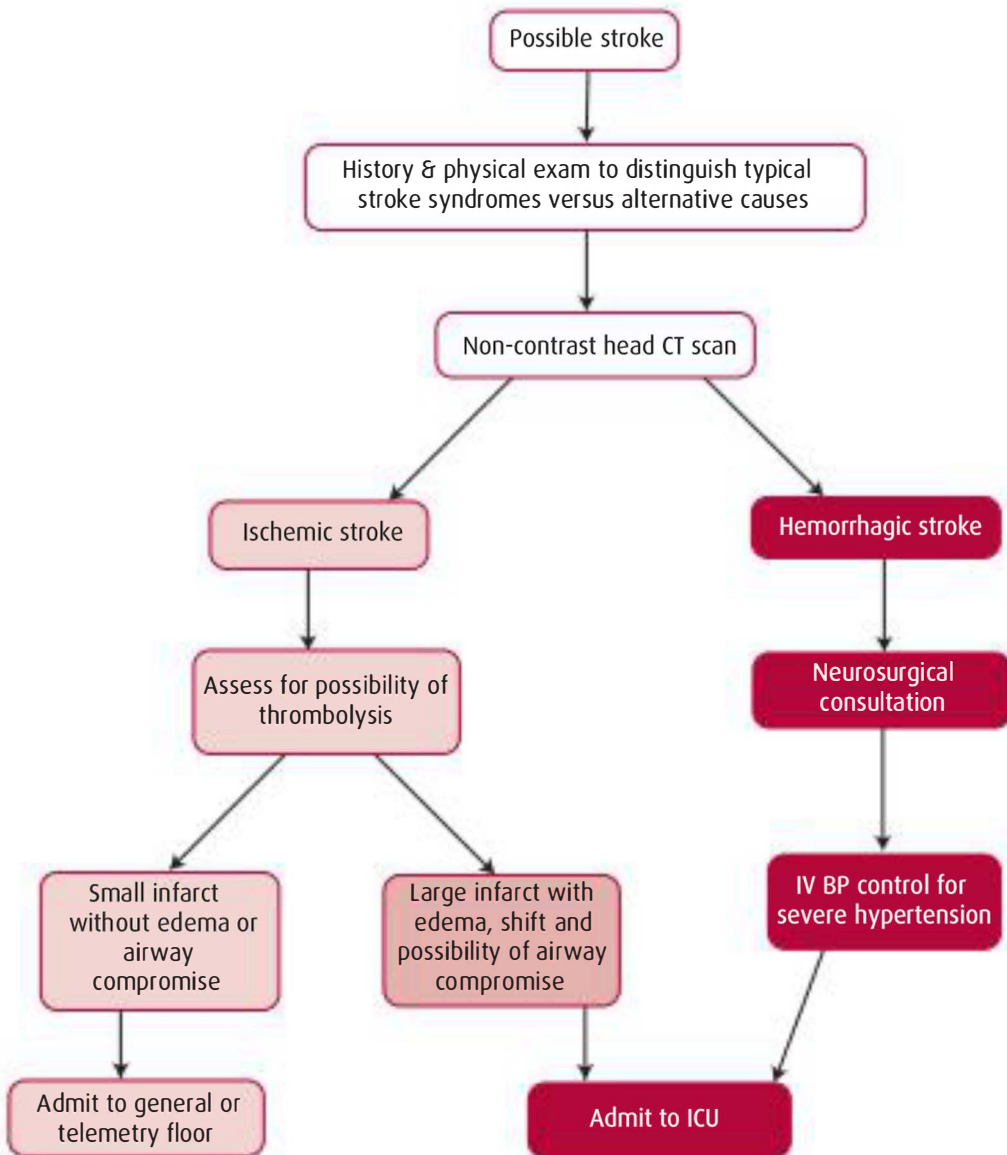 Possible stroke
History & physical exam to distinguish typical
stroke syndromes versus alternative causes
Non-contrast head CT scan
Ischemic stroke
Hemorrhagic stroke
Assess for possibility of
thrombolysis
Neurosurgical
consultation
Small infarct
without edema or
airway
compromise
Large infarct with
edema, shift and
possibility of airway
compromise
IV BP control for
severe hypertension
Admit to general or
telemetry floor
Admit to ICU